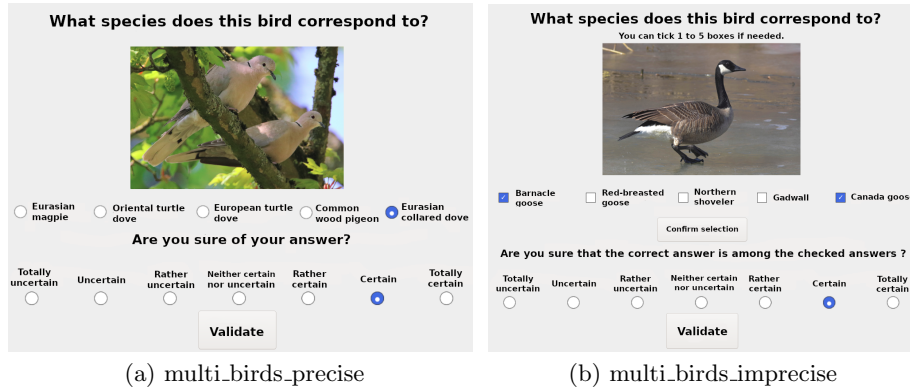 What species does this bird correspond to?
Eurasian magpie
Oriental turtle dove
European turtle dove
Common wood pigeon
Eurasian collared dove
Are you sure of your answer?
Totally uncertain
Uncertain
Rather uncertain
Neither certain nor uncertain
Rather certain
Certain
Totally certain
Validate
(a) multi_birds_precise
What species does this bird correspond to?
You can tick 1 to 5 boxes if needed.
Barnacle goose
Red-breasted goose
Northern shoveler
Gadwall
Canada goos
Confirm selection
Are you sure that the correct answer is among the checked answers ?
Totally uncertain
Uncertain
Rather uncertain
Neither certain nor uncertain
Rather certain
Certain
Totally certain
Validate
(b) multi_birds_imprecise